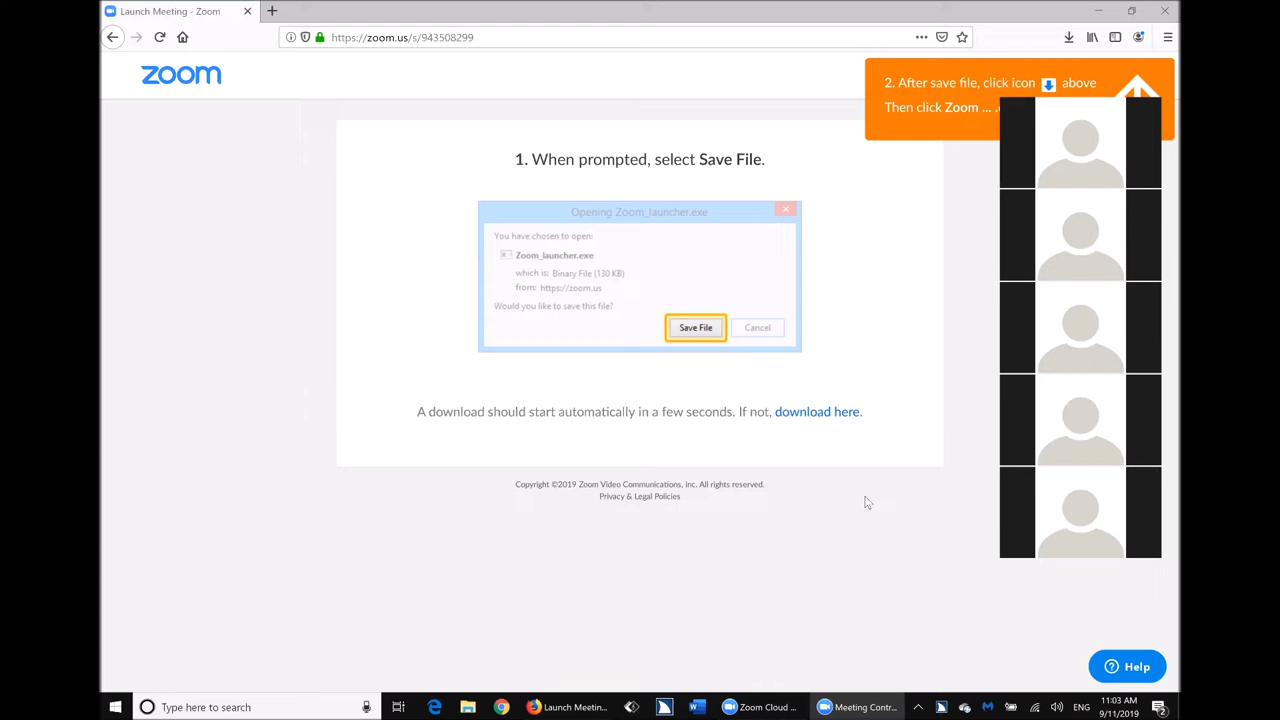 Launch Meeting - Zoom
https://zoom.us/s/943508299
zoom
2. After save file, click icon above
Then click Zoom ...
1. When prompted, select Save File.
Opening Zoom_launcher.exe
You have chosen to open:
Zoom_launcher.exe
which is: Binary File (130 KB)
from: https://zoom.us
Would you like to save this file?
Save File
Cancel
A download should start automatically in a few seconds. If not, download here.
Copyright ©2019 Zoom Video Communications, Inc. All rights reserved.
Privacy & Legal Policies
Help
Type here to search
Launch Meetin...
Zoom Cloud ...
Meeting Contr...
ENG
11:03 AM
9/11/2019
2